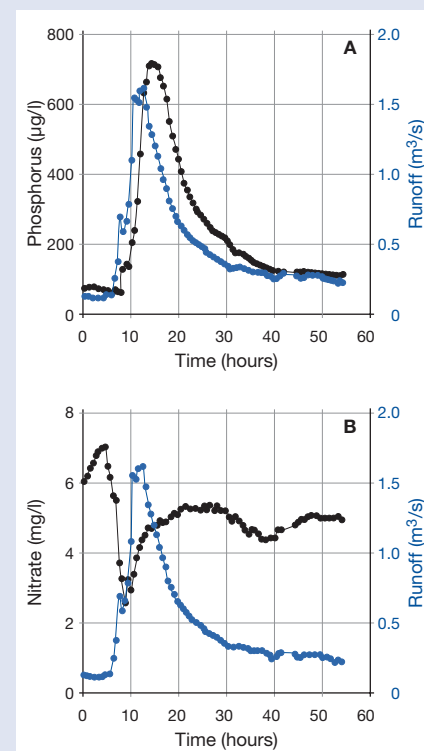 A
800
600
400
200
0
Phosphorus (µg/l)
2.0
1.5
1.0
0.5
0
Runoff (m³/s)
0 10 20 30 40 50 60
Time (hours)
B
8
6
4
2
0
Nitrate (mg/l)
2.0
1.5
1.0
0.5
0
Runoff (m³/s)
0 10 20 30 40 50 60
Time (hours)